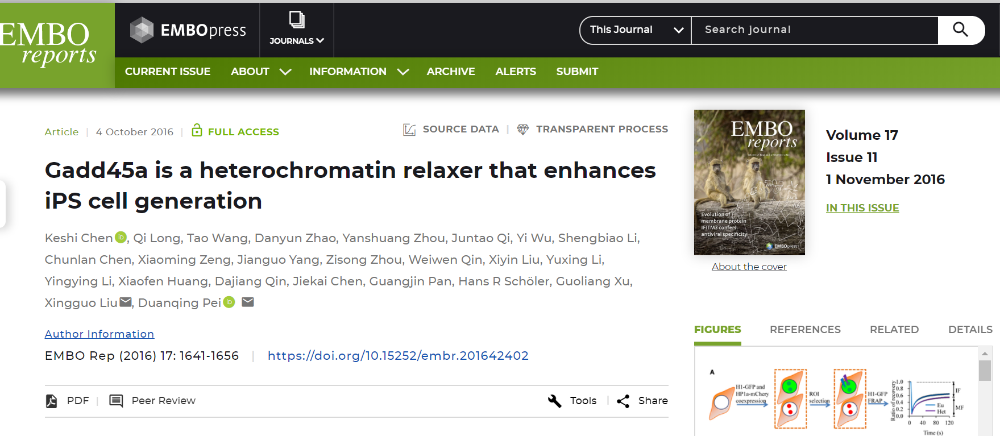 EMBO
reports
EMBOpress
JOURNALS
This Journal
Search journal
CURRENT ISSUE ABOUT INFORMATION ARCHIVE ALERTS SUBMIT
Article | 4 October 2016 | FULL ACCESS
SOURCE DATA | TRANSPARENT PROCESS
Gadd45a is a heterochromatin relaxer that enhances
iPS cell generation
Keshi Chen iD, Qi Long, Tao Wang, Danyun Zhao, Yanshuang Zhou, Juntao Qi, Yi Wu, Shengbiao Li,
Chunlan Chen, Xiaoming Zeng, Jianguo Yang, Zisong Zhou, Weiwen Qin, Xiyin Liu, Yuxing Li,
Yingying Li, Xiaofen Huang, Dajiang Qin, Jiekai Chen, Guangjin Pan, Hans R Schöler, Guoliang Xu,
Xingguo Liu, Duanqing Pei iD
Author Information
EMBO Rep (2016) 17: 1641-1656 | https://doi.org/10.15252/embr.201642402
PDF | Peer Review
Tools | Share
EMBO
reports
Evolution of
membrane protein
IFITM3 confers
antiviral specificity
EMBOpress
About the cover
Volume 17
Issue 11
1 November 2016
IN THIS ISSUE
FIGURES REFERENCES RELATED DETAILS
A
H1-GFP and
HP1a-mChery
coexpression
ROI
selection
H1-GFP
FRAP
Ratio of recovery
1.0
0.8
0.6
0.4
0.2
0.0
Eu
Het
IF
MF
0 40 80 120
Time (s)